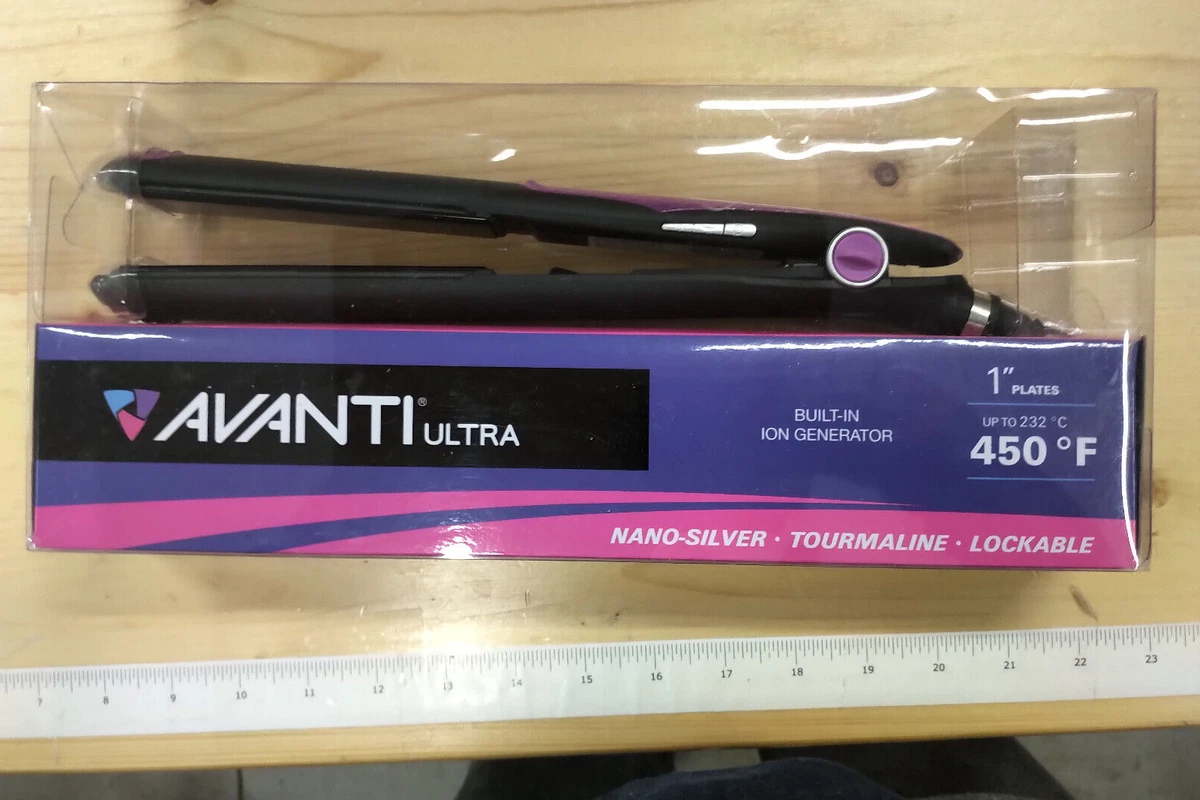 AVANTI® ULTRA
BUILT-IN
ION GENERATOR
1” PLATES
UP TO 232 °C
450 °F
NANO-SILVER · TOURMALINE · LOCKABLE
7 8 9 10 11 12 13 14 15 16 17 18 19 20 21 22 23